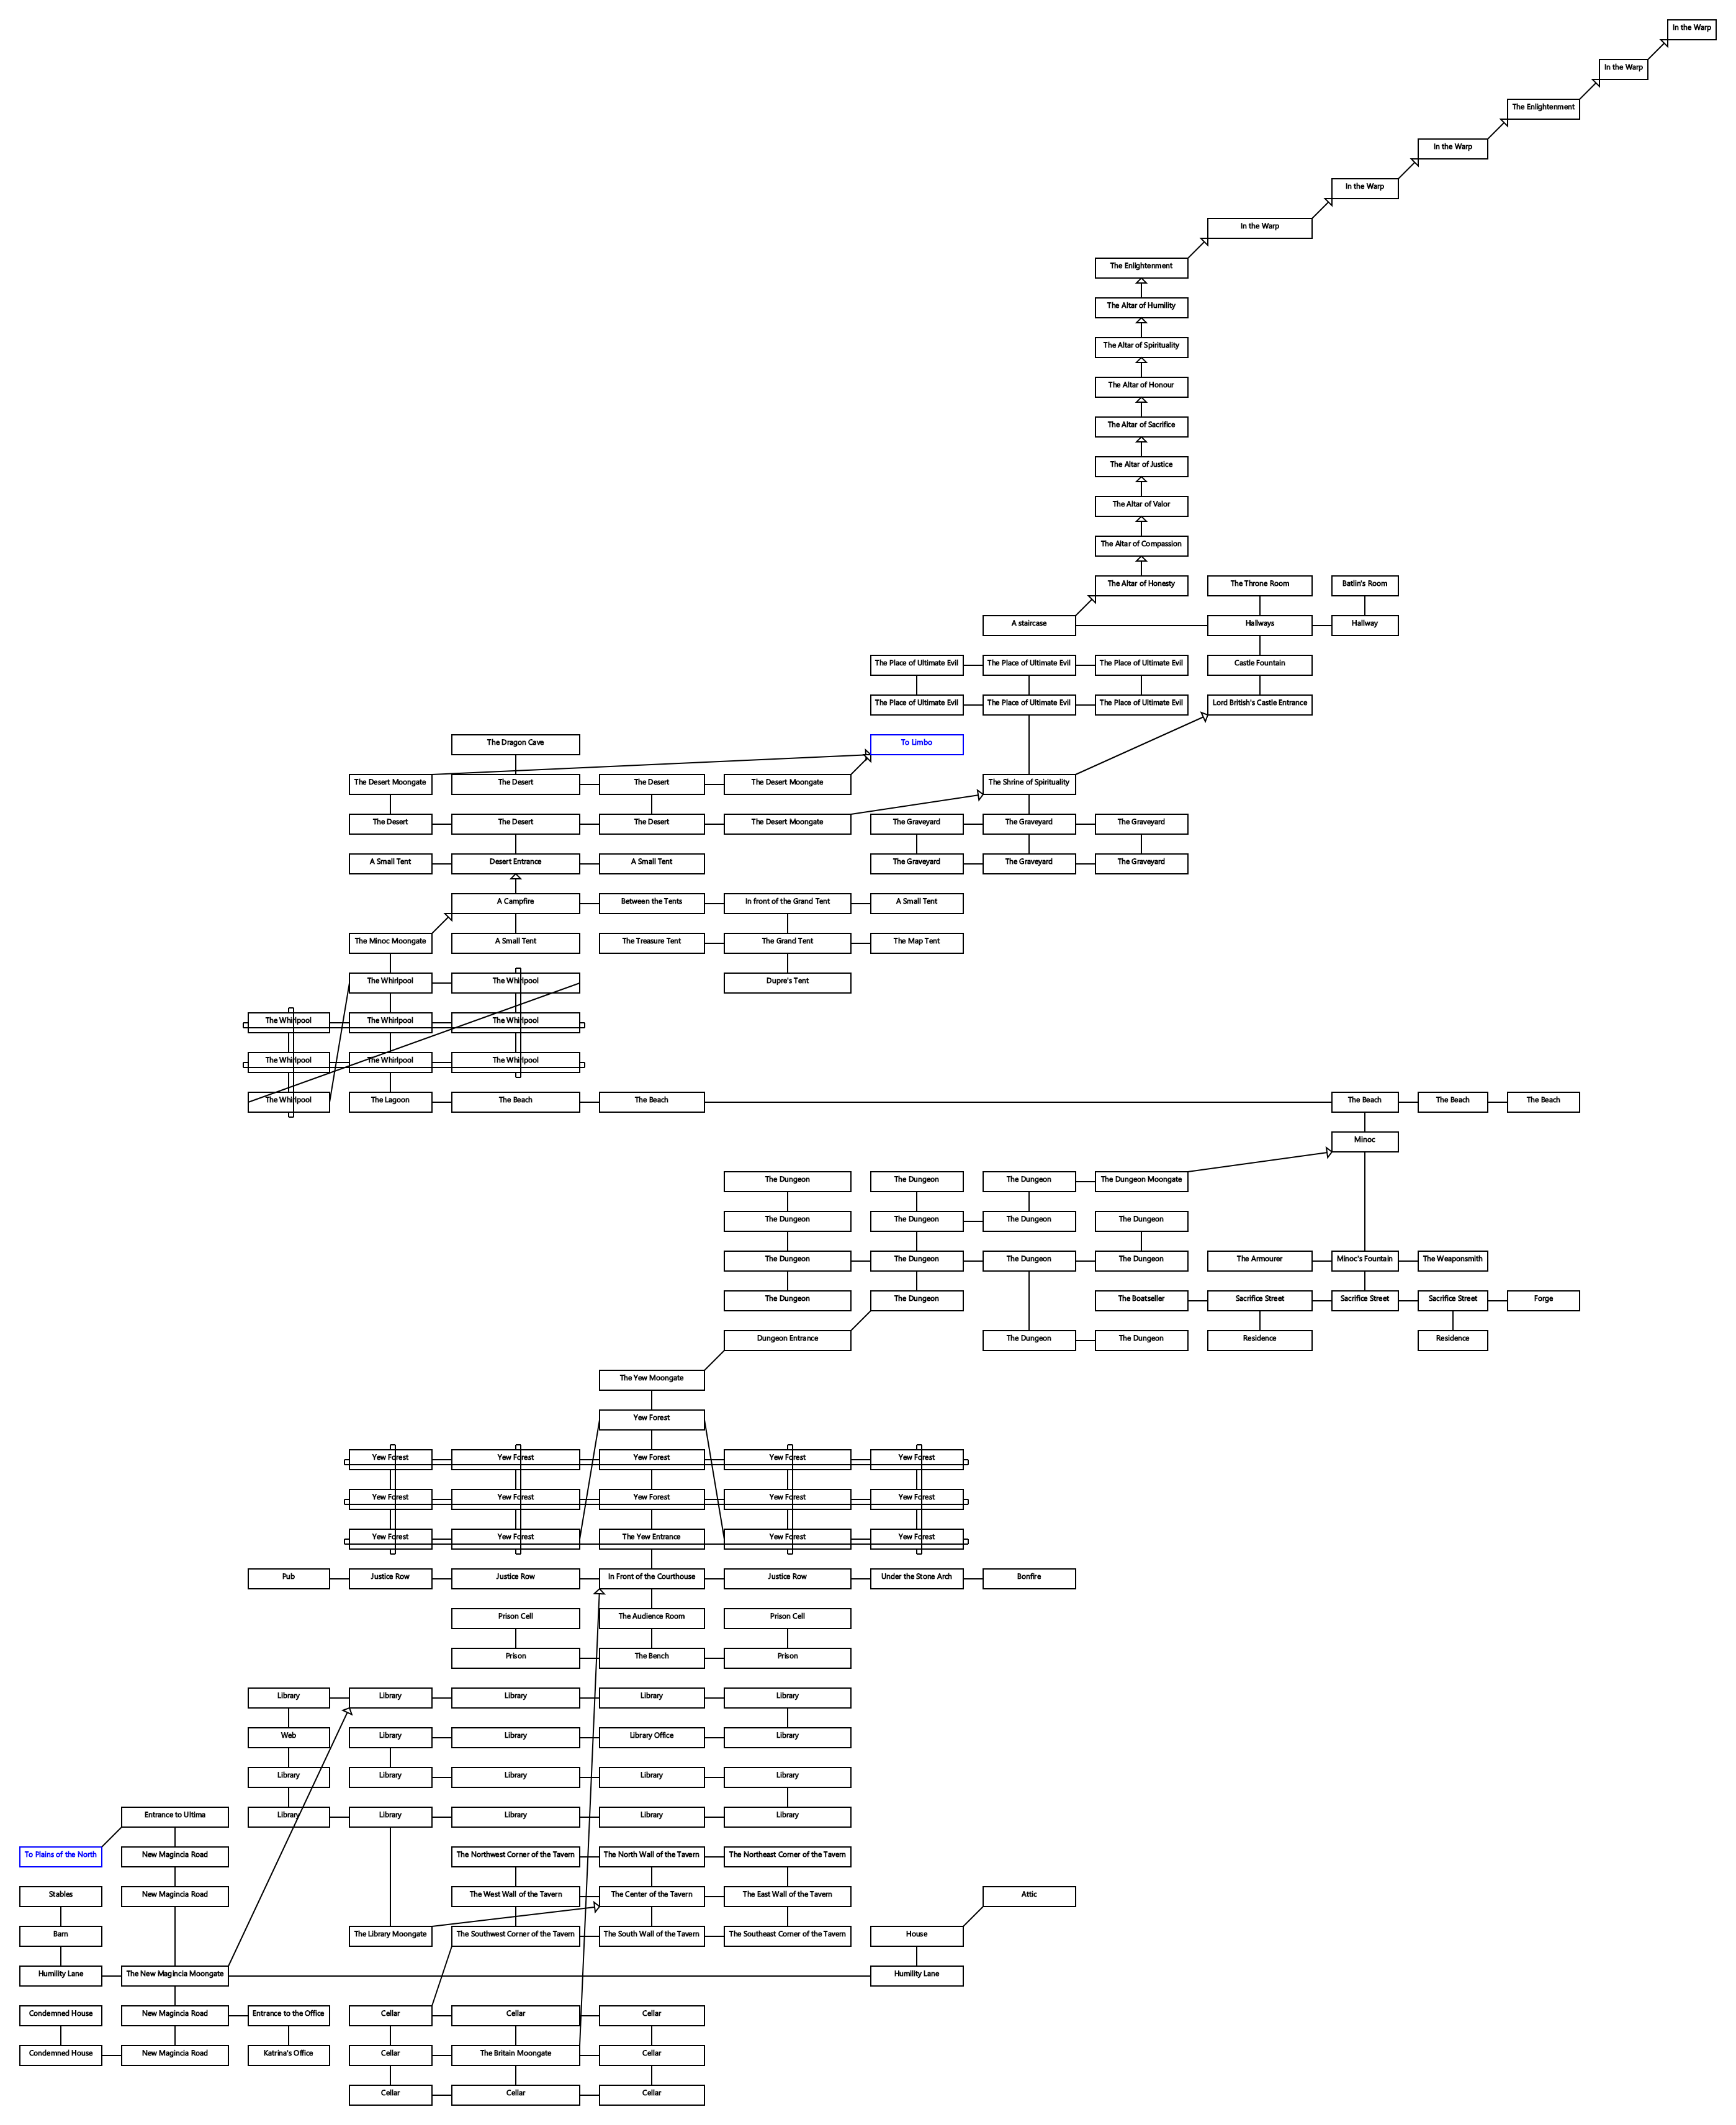 In the Warp
In the Warp
The Enlightenment
In the Warp
In the Warp
In the Warp
The Enlightenment
The Altar of Humility
The Altar of Spirituality
The Altar of Honour
The Altar of Sacrifice
The Altar of Justice
The Altar of Valor
The Altar of Compassion
The Altar of Honesty
The Throne Room
Batlin's Room
A staircase
Hallways
Hallway
The Place of Ultimate Evil
The Place of Ultimate Evil
The Place of Ultimate Evil
Castle Fountain
The Place of Ultimate Evil
The Place of Ultimate Evil
The Place of Ultimate Evil
Lord British's Castle Entrance
The Dragon Cave
To Limbo
The Desert Moongate
The Desert
The Desert
The Desert Moongate
The Shrine of Spirituality
The Desert
The Desert
The Desert
The Desert Moongate
The Graveyard
The Graveyard
The Graveyard
A Small Tent
Desert Entrance
A Small Tent
The Graveyard
The Graveyard
The Graveyard
A Campfire
Between the Tents
In front of the Grand Tent
A Small Tent
The Minoc Moongate
A Small Tent
The Treasure Tent
The Grand Tent
The Map Tent
The Whirlpool
The Whirlpool
Dupre's Tent
The Whirlpool
The Whirlpool
The Whirlpool
The Whirlpool
The Whirlpool
The Whirlpool
The Whirlpool
The Lagoon
The Beach
The Beach
The Beach
The Beach
The Beach
Minoc
The Dungeon
The Dungeon
The Dungeon
The Dungeon Moongate
The Dungeon
The Dungeon
The Dungeon
The Dungeon
The Dungeon
The Dungeon
The Dungeon
The Dungeon
The Armourer
Minoc's Fountain
The Weaponsmith
The Dungeon
The Dungeon
The Boatseller
Sacrifice Street
Sacrifice Street
Sacrifice Street
Forge
Dungeon Entrance
The Dungeon
The Dungeon
Residence
Residence
The Yew Moongate
Yew Forest
Yew Forest
Yew Forest
Yew Forest
Yew Forest
Yew Forest
Yew Forest
Yew Forest
Yew Forest
Yew Forest
Yew Forest
Yew Forest
Yew Forest
The Yew Entrance
Yew Forest
Yew Forest
Pub
Justice Row
Justice Row
In Front of the Courthouse
Justice Row
Under the Stone Arch
Bonfire
Prison Cell
The Audience Room
Prison Cell
Prison
The Bench
Prison
Library
Library
Library
Library
Library
Web
Library
Library
Library Office
Library
Library
Library
Library
Library
Library
Entrance to Ultima
Library
Library
Library
Library
Library
To Plains of the North
New Magincia Road
The Northwest Corner of the Tavern
The North Wall of the Tavern
The Northeast Corner of the Tavern
Stables
New Magincia Road
The West Wall of the Tavern
The Center of the Tavern
The East Wall of the Tavern
Attic
Barn
The Library Moongate
The Southwest Corner of the Tavern
The South Wall of the Tavern
The Southeast Corner of the Tavern
House
Humility Lane
The New Magincia Moongate
Humility Lane
Condemned House
New Magincia Road
Entrance to the Office
Cellar
Cellar
Cellar
Condemned House
New Magincia Road
Katrina's Office
Cellar
The Britain Moongate
Cellar
Cellar
Cellar
Cellar